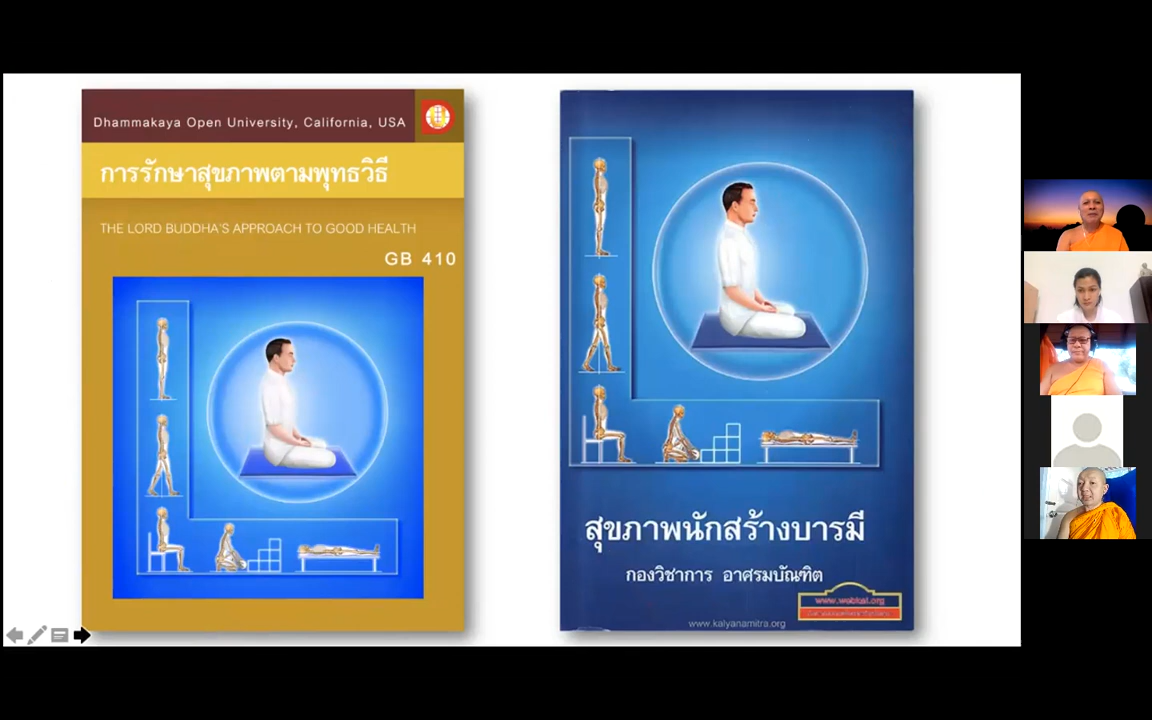 Dhammakaya Open University, California, USA
การรักษาสุขภาพตามพุทธวิธี
THE LORD BUDDHA'S APPROACH TO GOOD HEALTH
GB 410
สุขภาพนักสร้างบารมี
กองวิชาการ อาศรมบัณฑิต
www.kalyanamitra.org